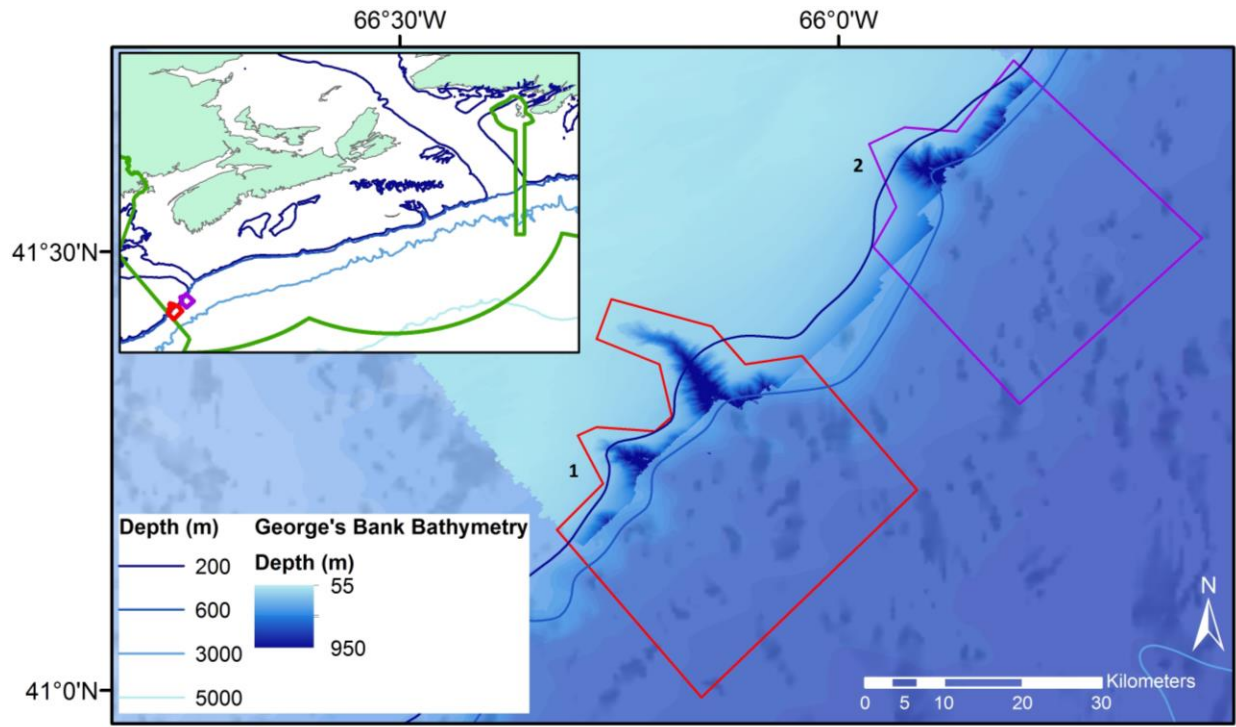 66°30'W 66°0'W
2
41°30'N
1
Depth (m) George's Bank Bathymetry
200 Depth (m)
55
600
950
3000
5000
N
41°0'N
Kilometers
0 5 10 20 30